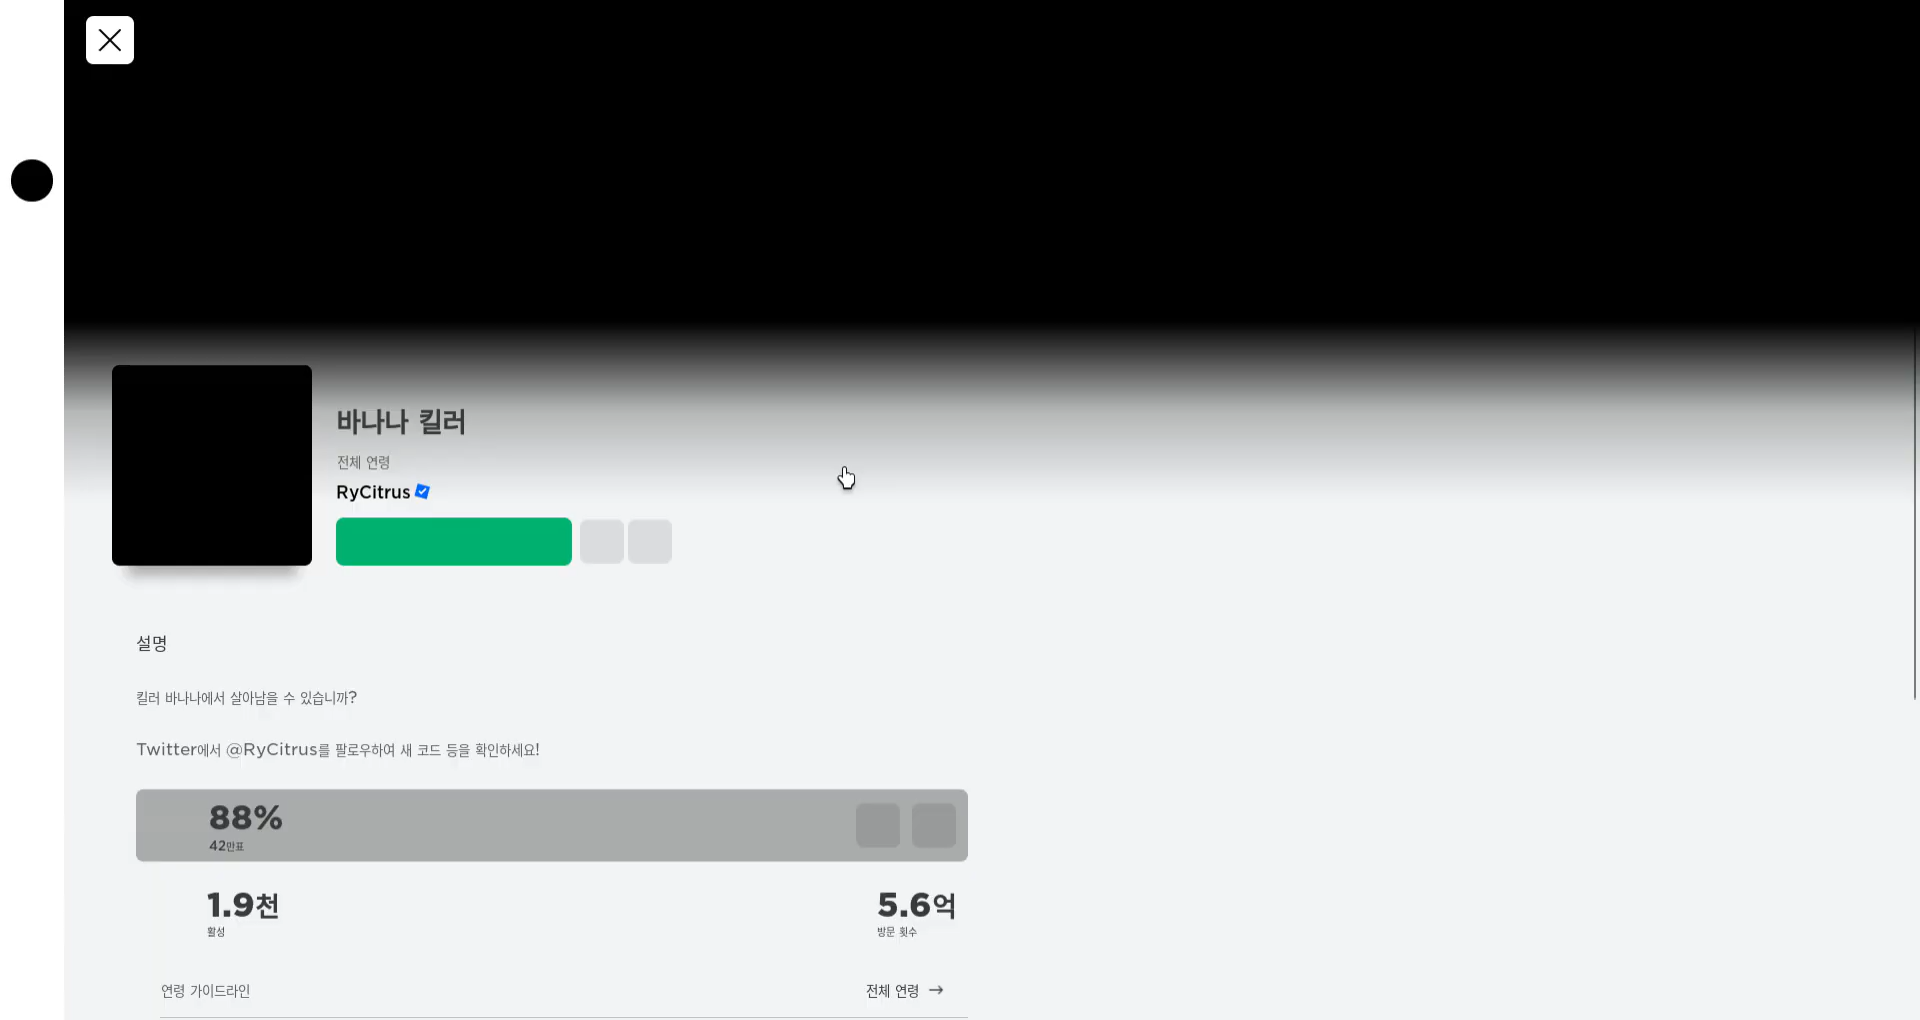 바나나 킬러
전체 연령
RyCitrus
설명
킬러 바나나에서 살아남을 수 있습니까?
Twitter에서 @RyCitrus를 팔로우하여 새 코드 등을 확인하세요!
88%
42만표
1.9천
활성
5.6억
방문 횟수
연령 가이드라인
전체 연령 →